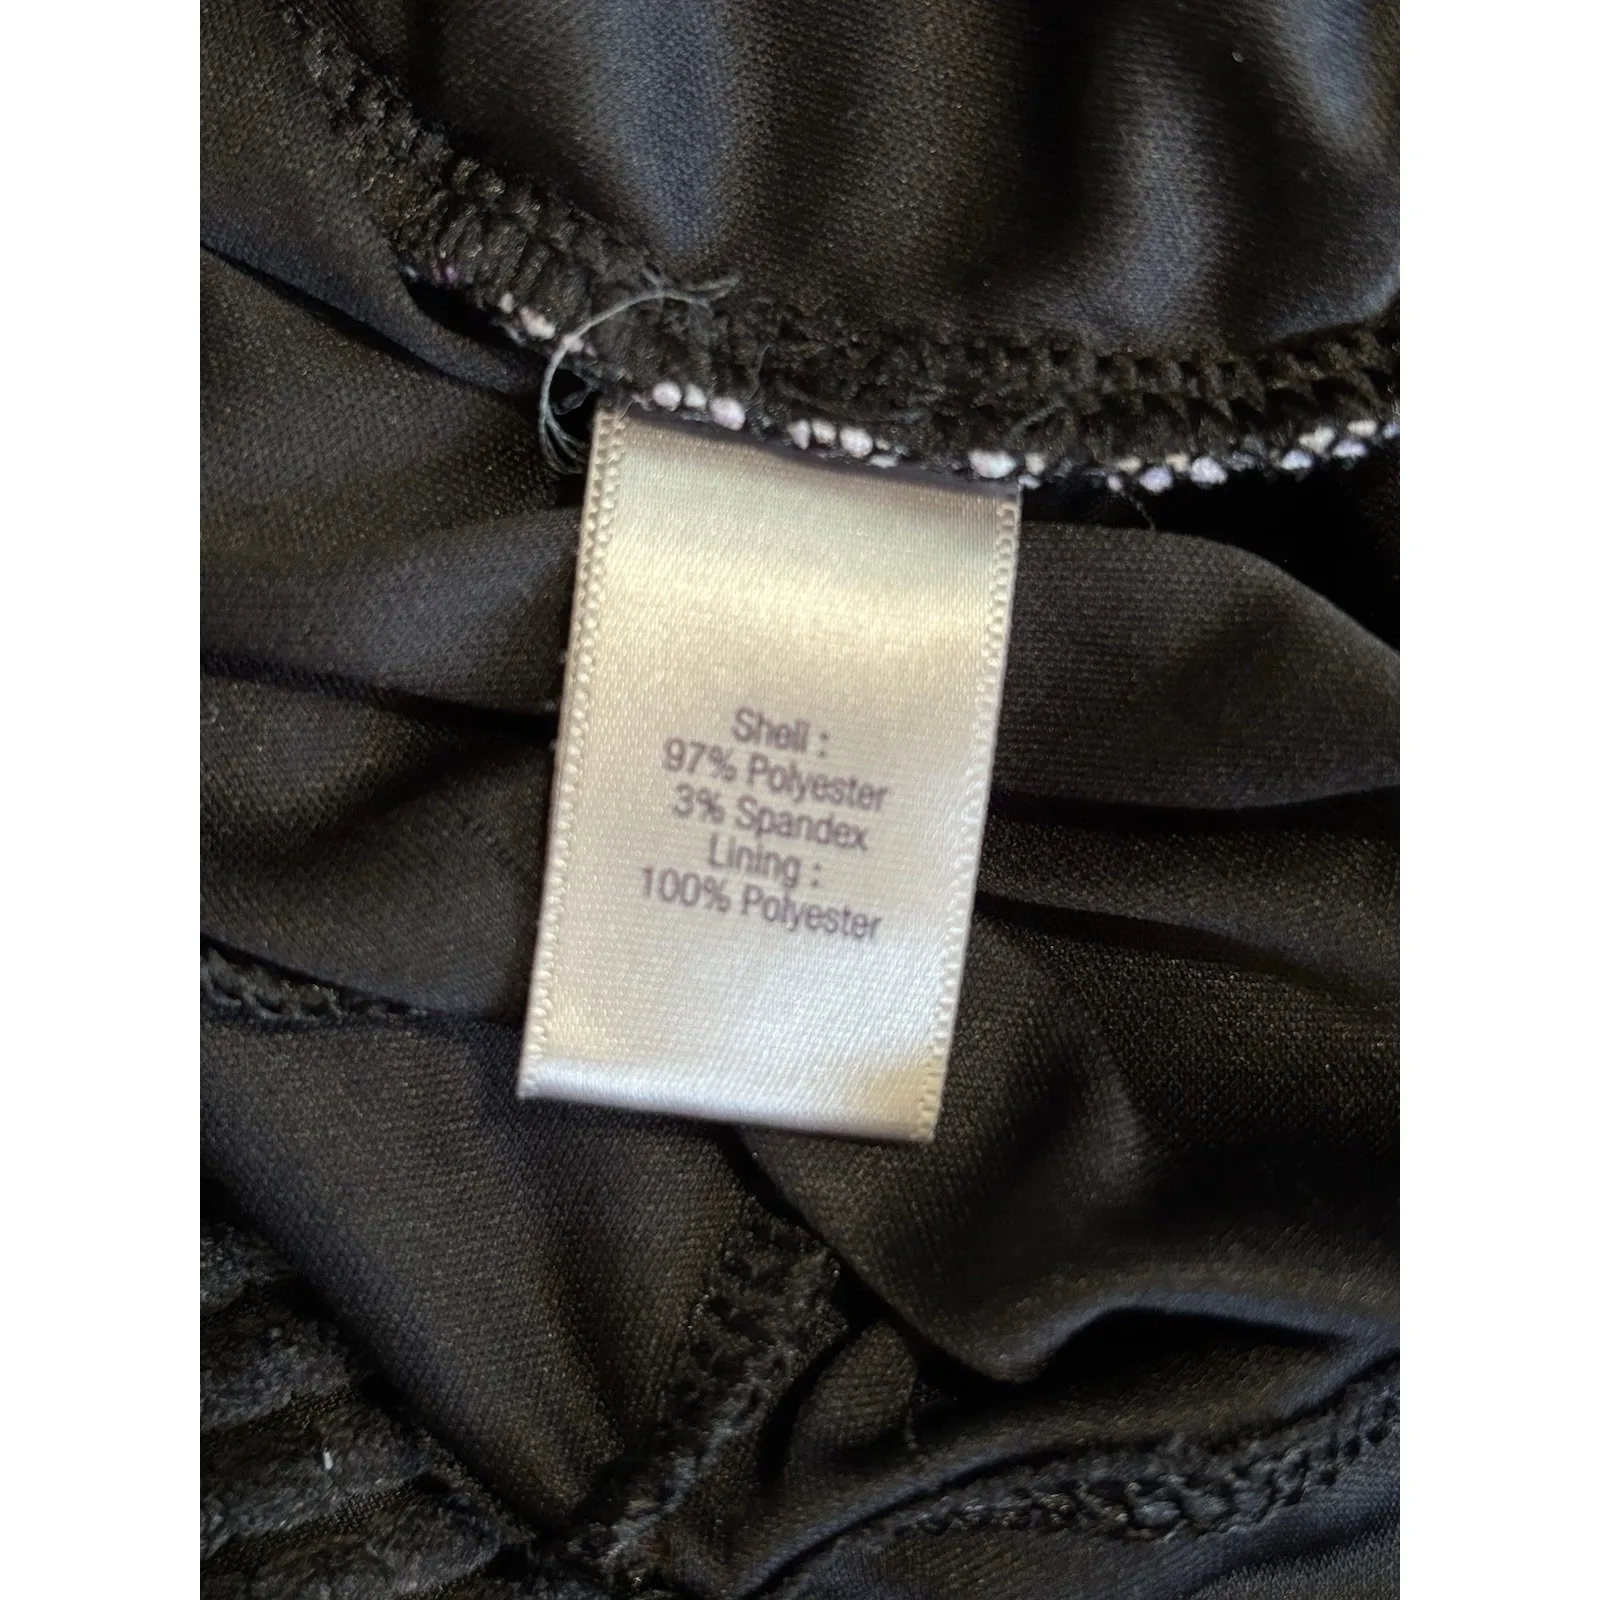 Shell :
97% Polyester
3% Spandex
Lining :
100% Polyester